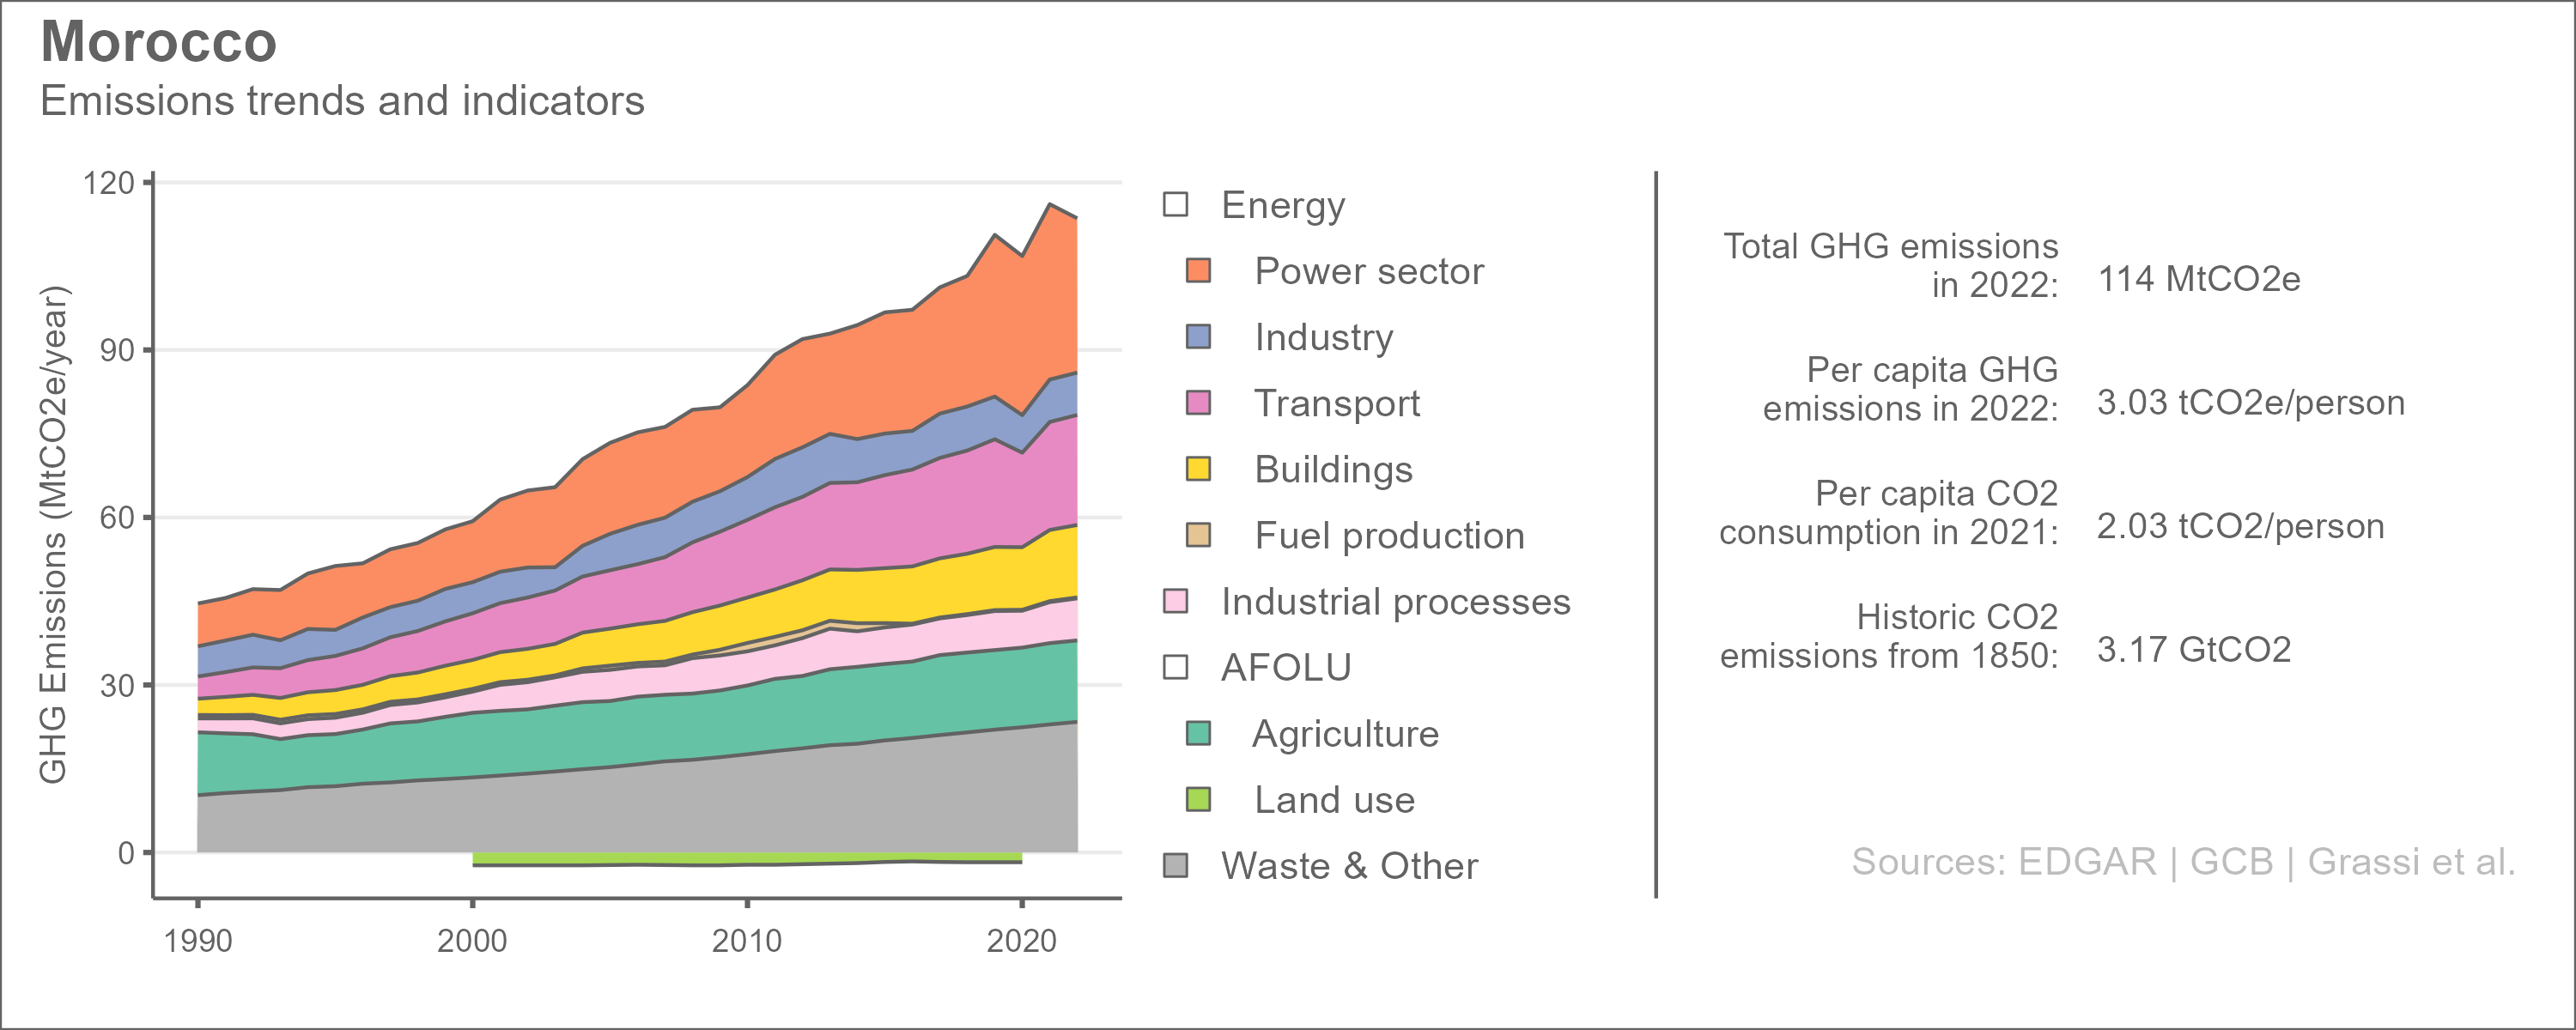 Morocco
Emissions trends and indicators
GHG Emissions (MtCO2e/year)
120
90
60
30
0
1990
2000
2010
2020
Energy
Power sector
Industry
Transport
Buildings
Fuel production
Industrial processes
AFOLU
Agriculture
Land use
Waste & Other
Total GHG emissions
in 2022:
114 MtCO2e
Per capita GHG
emissions in 2022:
3.03 tCO2e/person
Per capita CO2
consumption in 2021:
2.03 tCO2/person
Historic CO2
emissions from 1850:
3.17 GtCO2
Sources: EDGAR | GCB | Grassi et al.